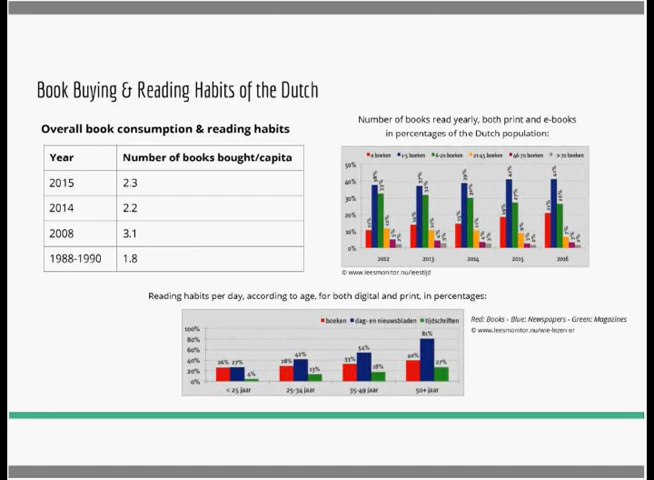 Book Buying & Reading Habits of the Dutch
Overall book consumption & reading habits
Year Number of books bought/capita
2015 2.3
2014 2.2
2008 3.1
1988-1990 1.8
Number of books read yearly, both print and e-books
in percentages of the Dutch population:
0 boeken 1-5 boeken 6-20 boeken 21-45 boeken 46-70 boeken > 70 boeken
50%
40%
30%
20%
10%
0%
2012 2013 2014 2015 2016
© www.leesmonitor.nu/leestijd
Reading habits per day, according to age, for both digital and print, in percentages:
boeken dag- en nieuwsbladen tijdschriften
100%
80%
60%
40%
20%
0%
26% 27% 4%
28% 42% 13%
33% 54% 18%
40% 81% 27%
< 25 jaar 25-34 jaar 35-49 jaar 50+ jaar
Red: Books - Blue: Newspapers - Green: Magazines
© www.leesmonitor.nu/wie-lezen-er